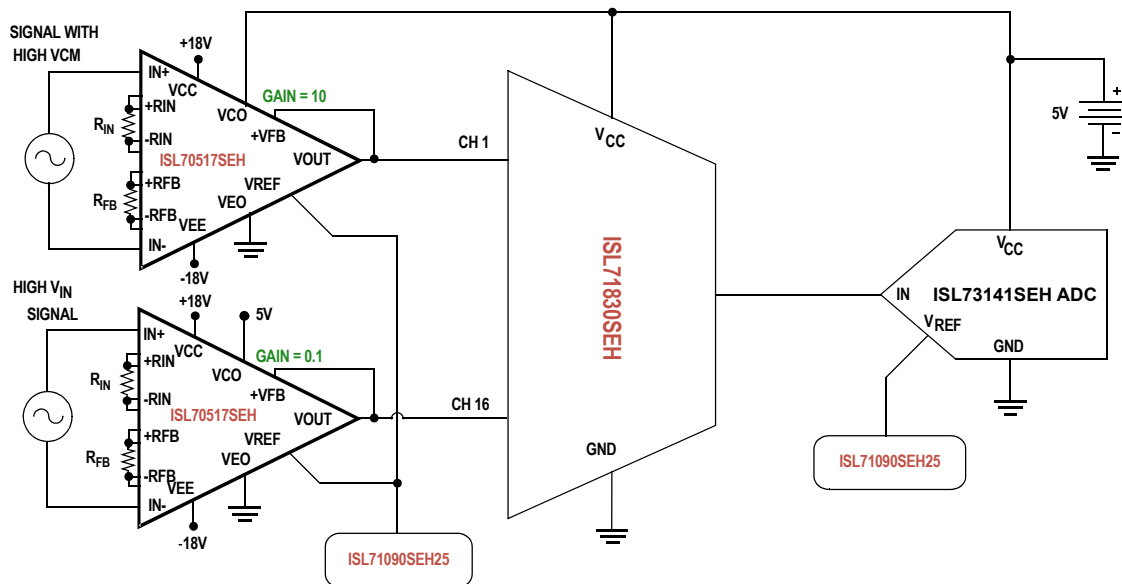 SIGNAL WITH
HIGH VCM
+18V
IN+
VCC
+RIN
RIN
-RIN
VCO
GAIN = 10
+VFB
ISL70517SEH
VOUT
+RFB
RFB
-RFB
VREF
VEO
VEE
IN-
-18V
CH 1
VCC
5V
+
–
ISL71830SEH
VCC
IN
ISL73141SEH ADC
VREF
GND
HIGH VIN
SIGNAL
+18V
5V
IN+
VCC
+RIN
RIN
-RIN
VCO
GAIN = 0.1
+VFB
ISL70517SEH
VOUT
+RFB
RFB
-RFB
VREF
VEO
VEE
IN-
-18V
CH 16
GND
ISL71090SEH25
ISL71090SEH25